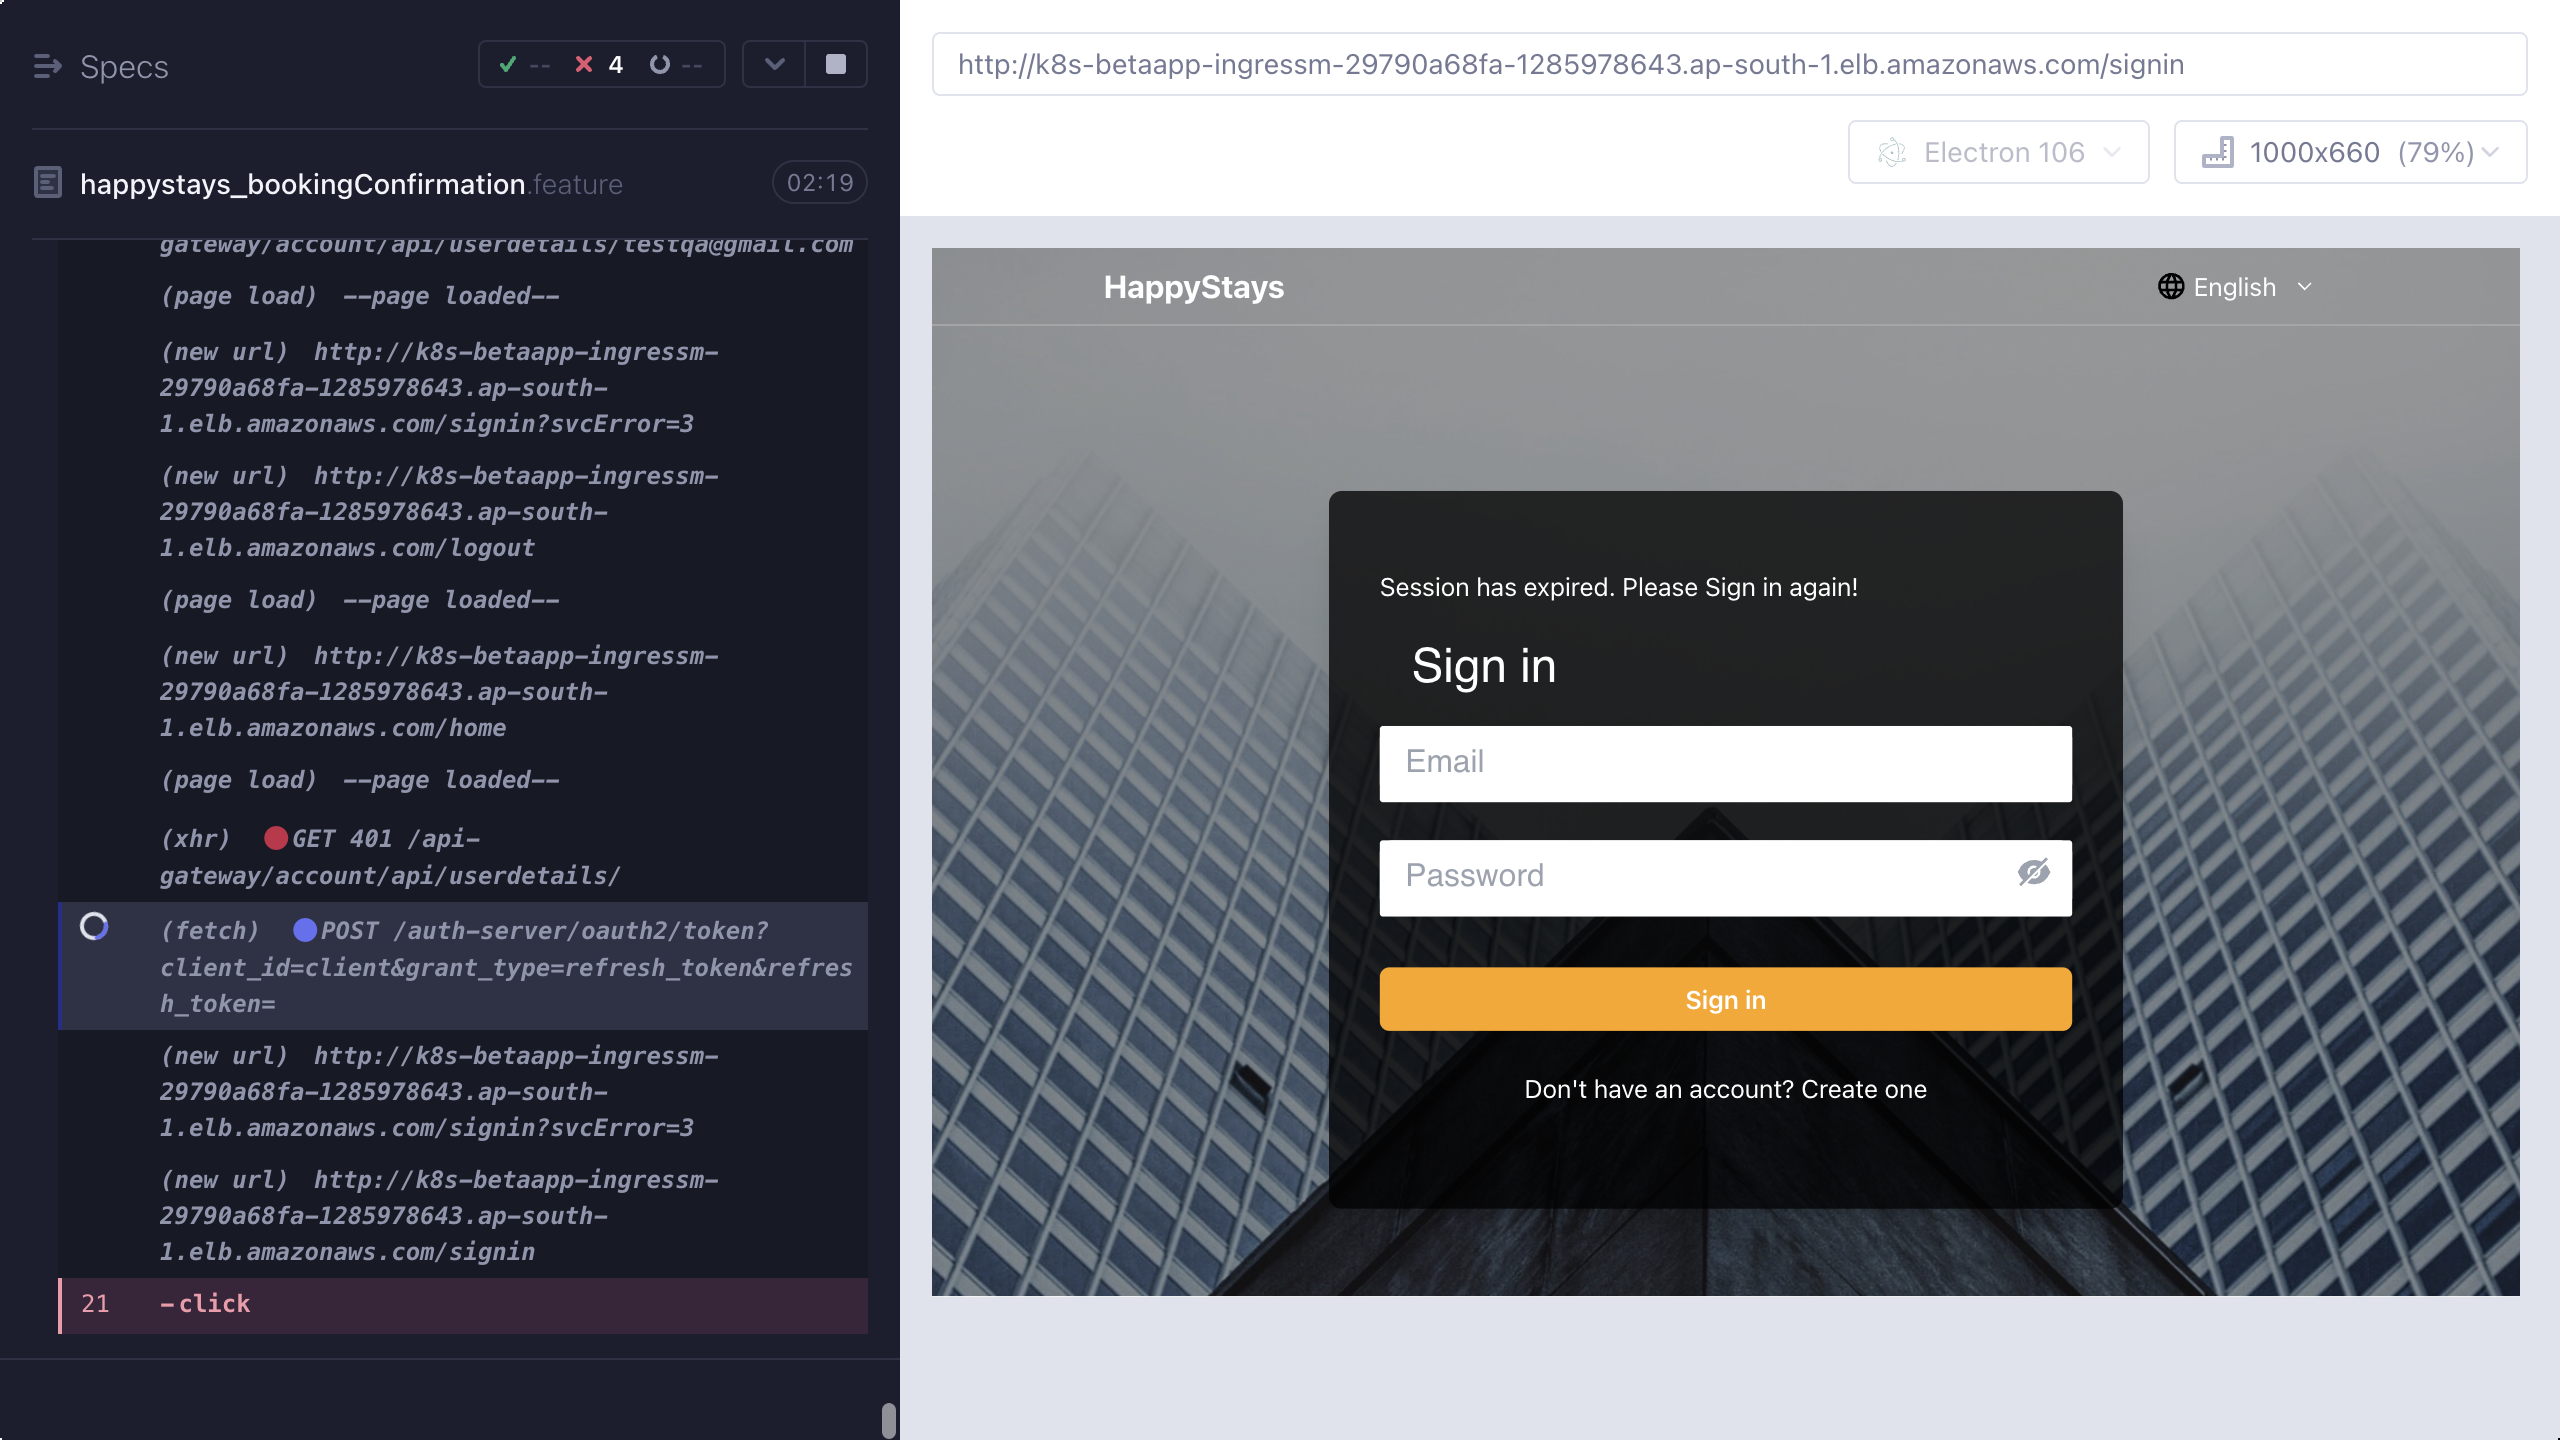 Specs
-- 4 --
happystays_bookingConfirmation.feature 02:19
gateway/account/api/userdetails/testqa@gmail.com
(page load) --page loaded--
(new url) http://k8s-betaapp-ingressm-
29790a68fa-1285978643.ap-south-
1.elb.amazonaws.com/signin?svcError=3
(new url) http://k8s-betaapp-ingressm-
29790a68fa-1285978643.ap-south-
1.elb.amazonaws.com/logout
(page load) --page loaded--
(new url) http://k8s-betaapp-ingressm-
29790a68fa-1285978643.ap-south-
1.elb.amazonaws.com/home
(page load) --page loaded--
(xhr) GET 401 /api-
gateway/account/api/userdetails/
(fetch) POST /auth-server/oauth2/token?
client_id=client&grant_type=refresh_token&refres
h_token=
(new url) http://k8s-betaapp-ingressm-
29790a68fa-1285978643.ap-south-
1.elb.amazonaws.com/signin?svcError=3
(new url) http://k8s-betaapp-ingressm-
29790a68fa-1285978643.ap-south-
1.elb.amazonaws.com/signin
21 -click
http://k8s-betaapp-ingressm-29790a68fa-1285978643.ap-south-1.elb.amazonaws.com/signin
Electron 106
1000x660 (79%)
HappyStays
English
Session has expired. Please Sign in again!
Sign in
Email
Password
Sign in
Don't have an account? Create one